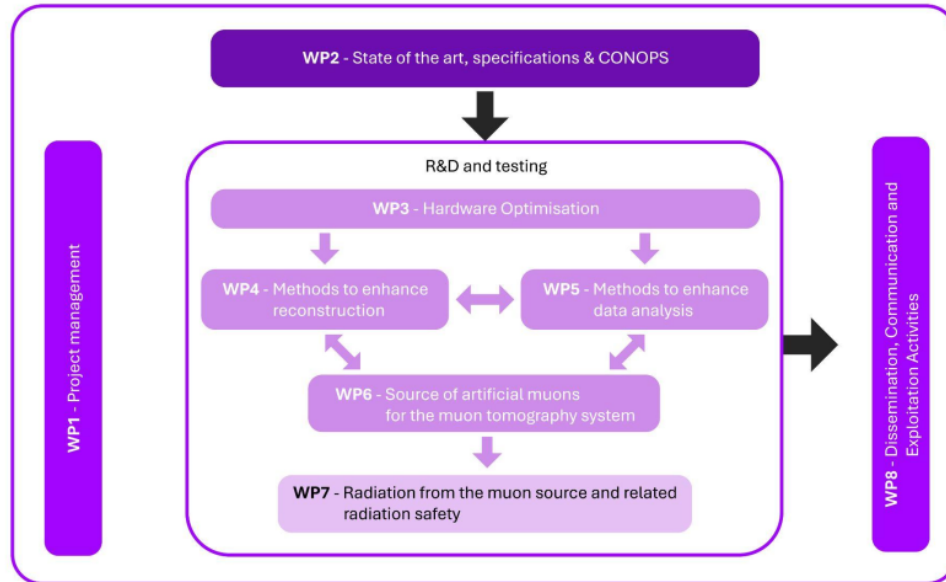 WP2 - State of the art, specifications & CONOPS
WP1 - Project management
R&D and testing
WP3 - Hardware Optimisation
WP4 - Methods to enhance
reconstruction
WP5 - Methods to enhance
data analysis
WP6 - Source of artificial muons
for the muon tomography system
WP7 - Radiation from the muon source and related
radiation safety
WP8 - Dissemination, Communication and
Exploitation Activities